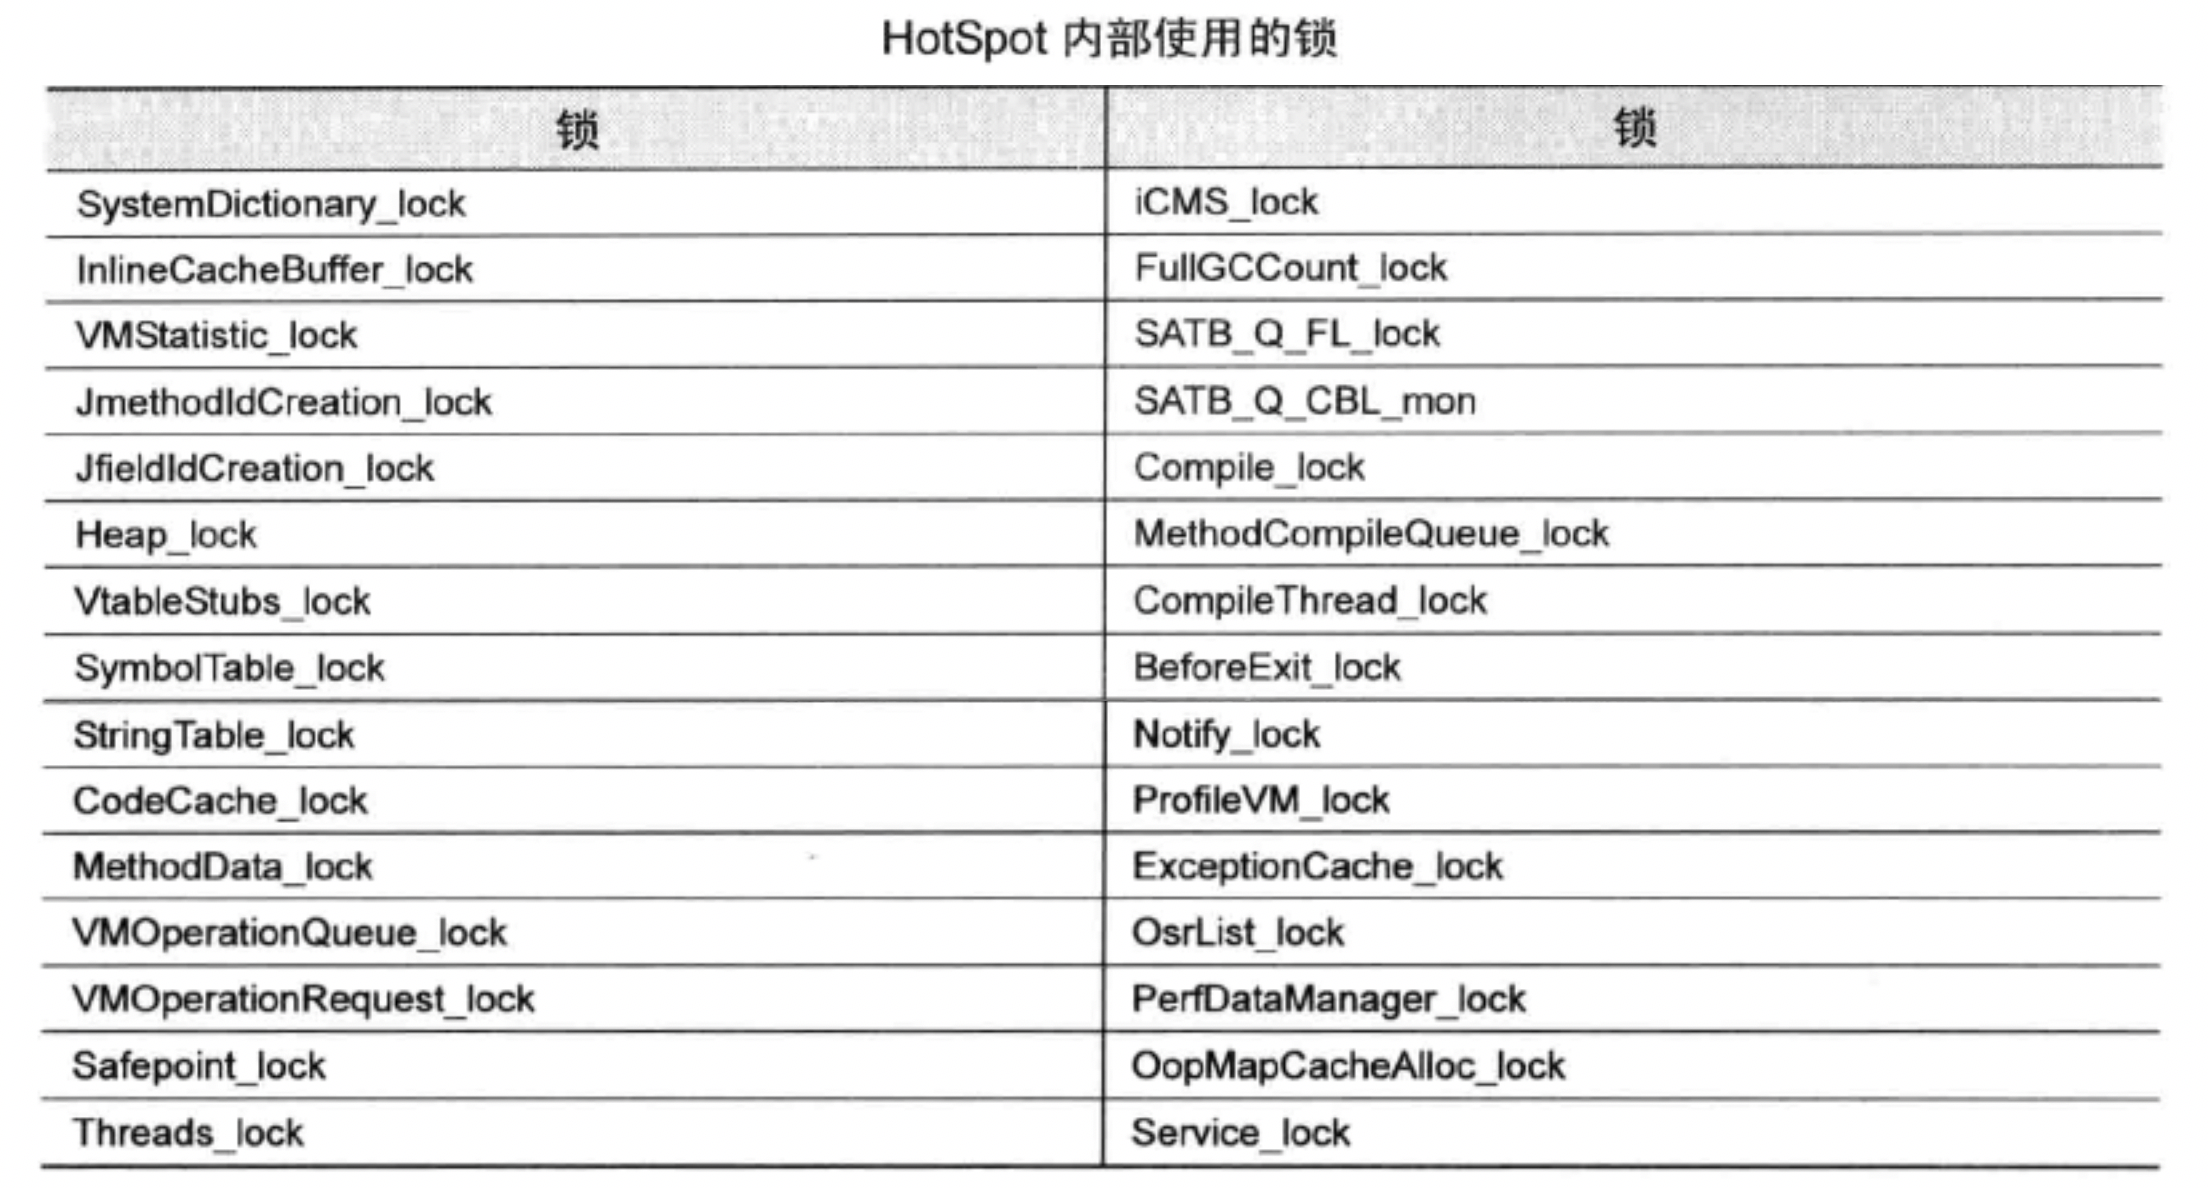 HotSpot 内部使用的锁
锁 锁
SystemDictionary_lock iCMS_lock
InlineCacheBuffer_lock FullGCCount_lock
VMStatistic_lock SATB_Q_FL_lock
JmethodIdCreation_lock SATB_Q_CBL_mon
JfieldIdCreation_lock Compile_lock
Heap_lock MethodCompileQueue_lock
VtableStubs_lock CompileThread_lock
SymbolTable_lock BeforeExit_lock
StringTable_lock Notify_lock
CodeCache_lock ProfileVM_lock
MethodData_lock ExceptionCache_lock
VMOperationQueue_lock OsrList_lock
VMOperationRequest_lock PerfDataManager_lock
Safepoint_lock OopMapCacheAlloc_lock
Threads_lock Service_lock